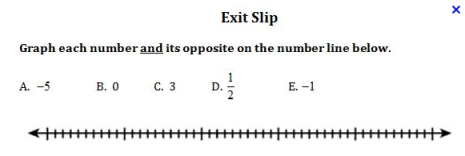 Exit Slip
Graph each number and its opposite on the number line below.
A. −5 B. 0 C. 3 D. 1/2 E. −1